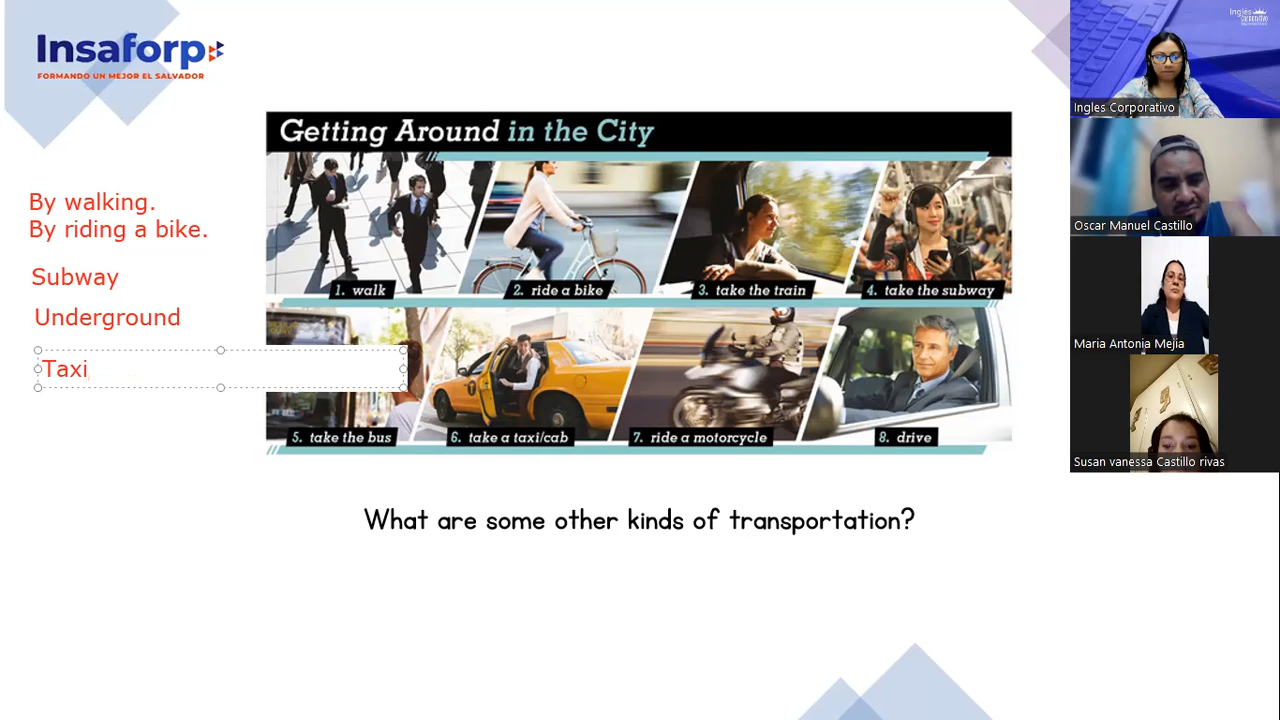 Insaforp
FORMANDO UN MEJOR EL SALVADOR
By walking.
By riding a bike.
Subway
Underground
Taxi
Getting Around in the City
1. walk
2. ride a bike
3. take the train
4. take the subway
5. take the bus
6. take a taxi/cab
7. ride a motorcycle
8. drive
What are some other kinds of transportation?
Ingles Corporativo
Oscar Manuel Castillo
Maria Antonia Mejia
Susan vanessa Castillo rivas